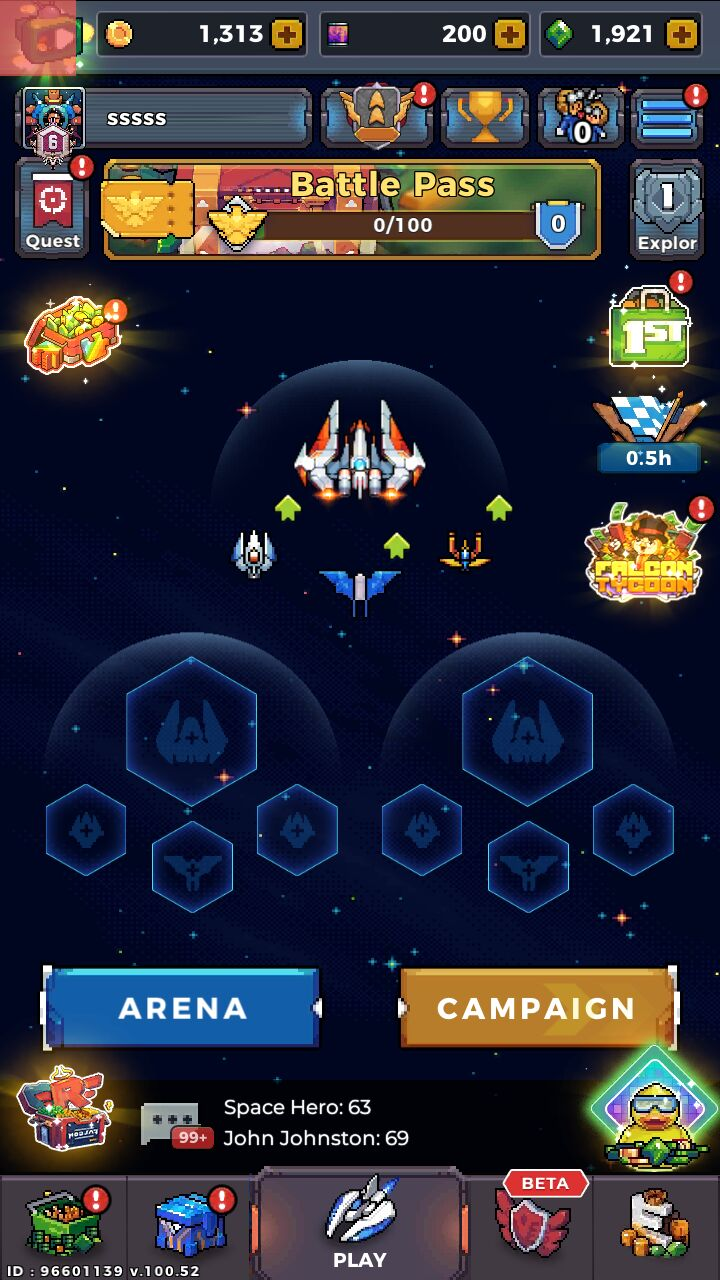 1,313
200
1,921
sssss
6
0
Battle Pass
0/100
0
Quest
1
Explor
1ST
0.5h
FALCON
TYCOON
ARENA
CAMPAIGN
Space Hero: 63
99+
John Johnston: 69
BETA
PLAY
ID : 96601139 v.100.52